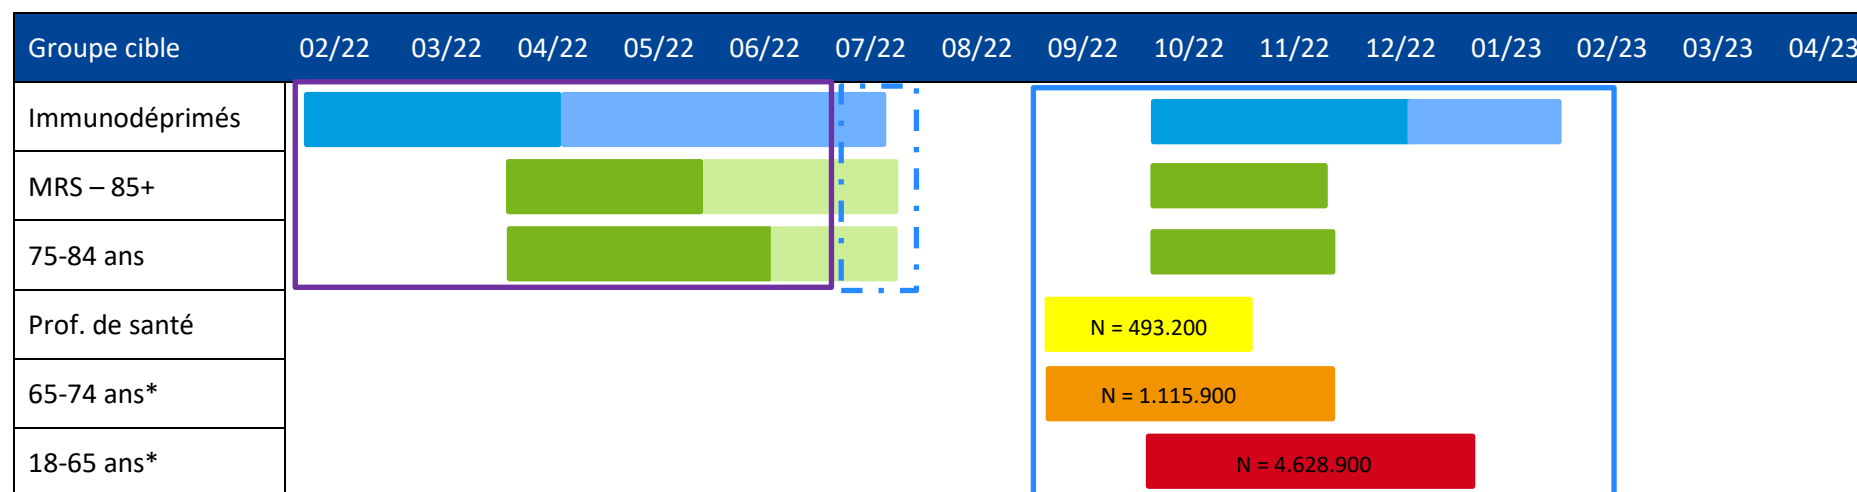 Groupe cible 02/22 03/22 04/22 05/22 06/22 07/22 08/22 09/22 10/22 11/22 12/22 01/23 02/23 03/23 04/23
Immunodéprimés
MRS – 85+
75-84 ans
Prof. de santé N = 493.200
65-74 ans* N = 1.115.900
18-65 ans* N = 4.628.900